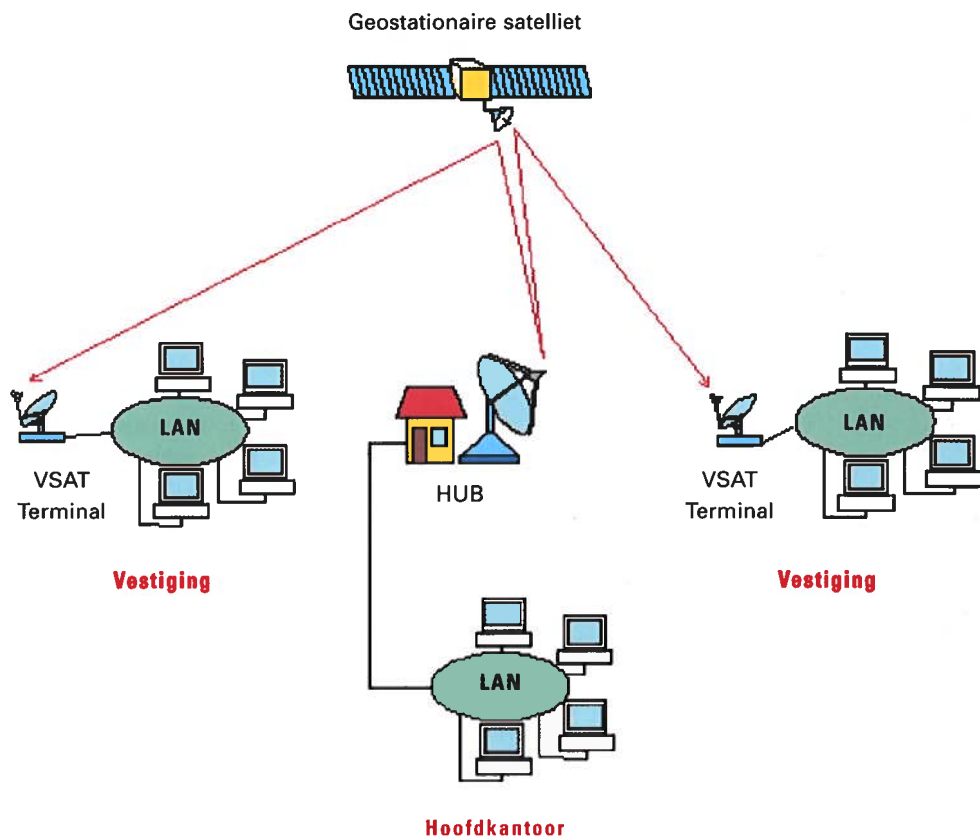 Geostationaire satelliet
LAN
VSAT
Terminal
Vestiging
HUB
LAN
VSAT
Terminal
Vestiging
LAN
Hoofdkantoor